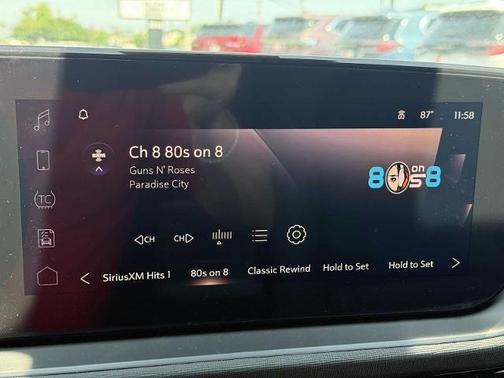 87° 11:58
Ch 8 80s on 8
Guns N' Roses
Paradise City
80s on 8
TC
CH CH
SiriusXM Hits 1 80s on 8 Classic Rewind Hold to Set Hold to Set